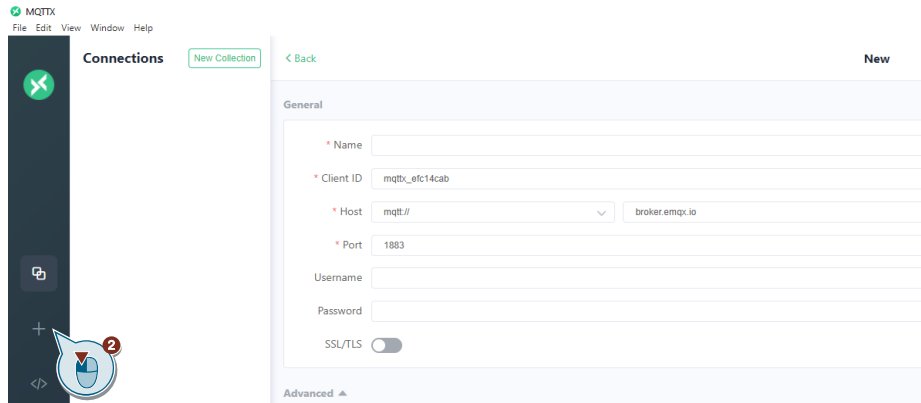 MQTTX
File Edit View Window Help
Connections
New Collection
< Back
New
General
* Name
* Client ID mqttx_efc14cab
* Host mqtt:// broker.emqx.io
* Port 1883
Username
Password
SSL/TLS
2
</>
Advanced